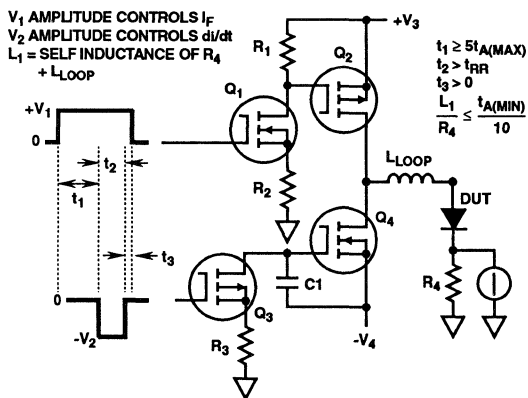 V1 AMPLITUDE CONTROLS IF
V2 AMPLITUDE CONTROLS di/dt
L1 = SELF INDUCTANCE OF R4
+ LLOOP
+V1
0
t2
t1
t3
0
-V2
R1
Q1
Q2
+V3
R2
Q4
Q3
C1
R3
-V4
LLOOP
DUT
R4
t1 ≥ 5tA(MAX)
t2 > tRR
t3 > 0
L1/R4 ≤ tA(MIN)/10